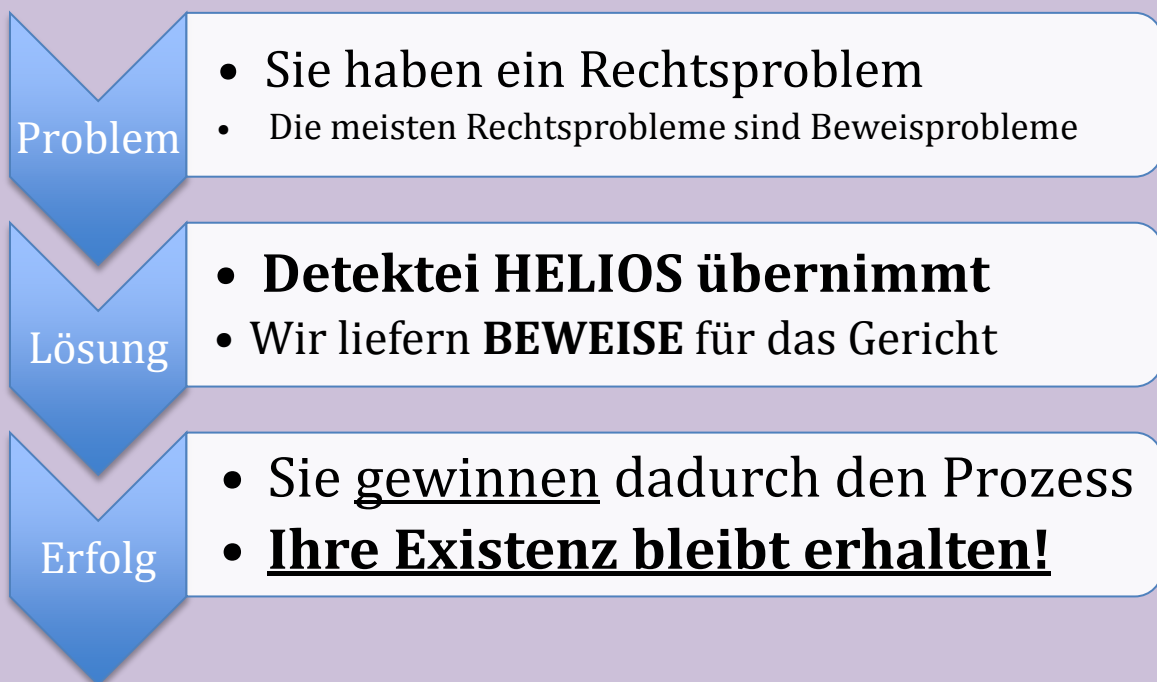 Problem
• Sie haben ein Rechtsproblem
• Die meisten Rechtsprobleme sind Beweisprobleme
Lösung
• Detektei HELIOS übernimmt
• Wir liefern BEWEISE für das Gericht
Erfolg
• Sie gewinnen dadurch den Prozess
• Ihre Existenz bleibt erhalten!